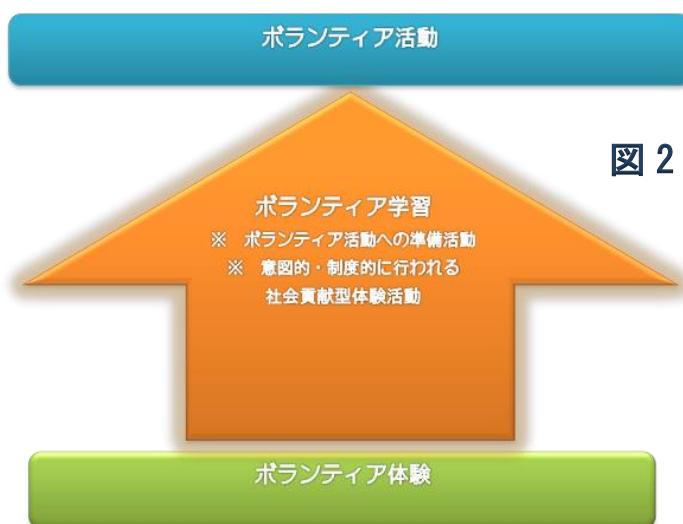 ボランティア活動
図 2
ボランティア学習
※ ボランティア活動への準備活動
※ 意図的・制度的に行われる
社会貢献型体験活動
ボランティア体験